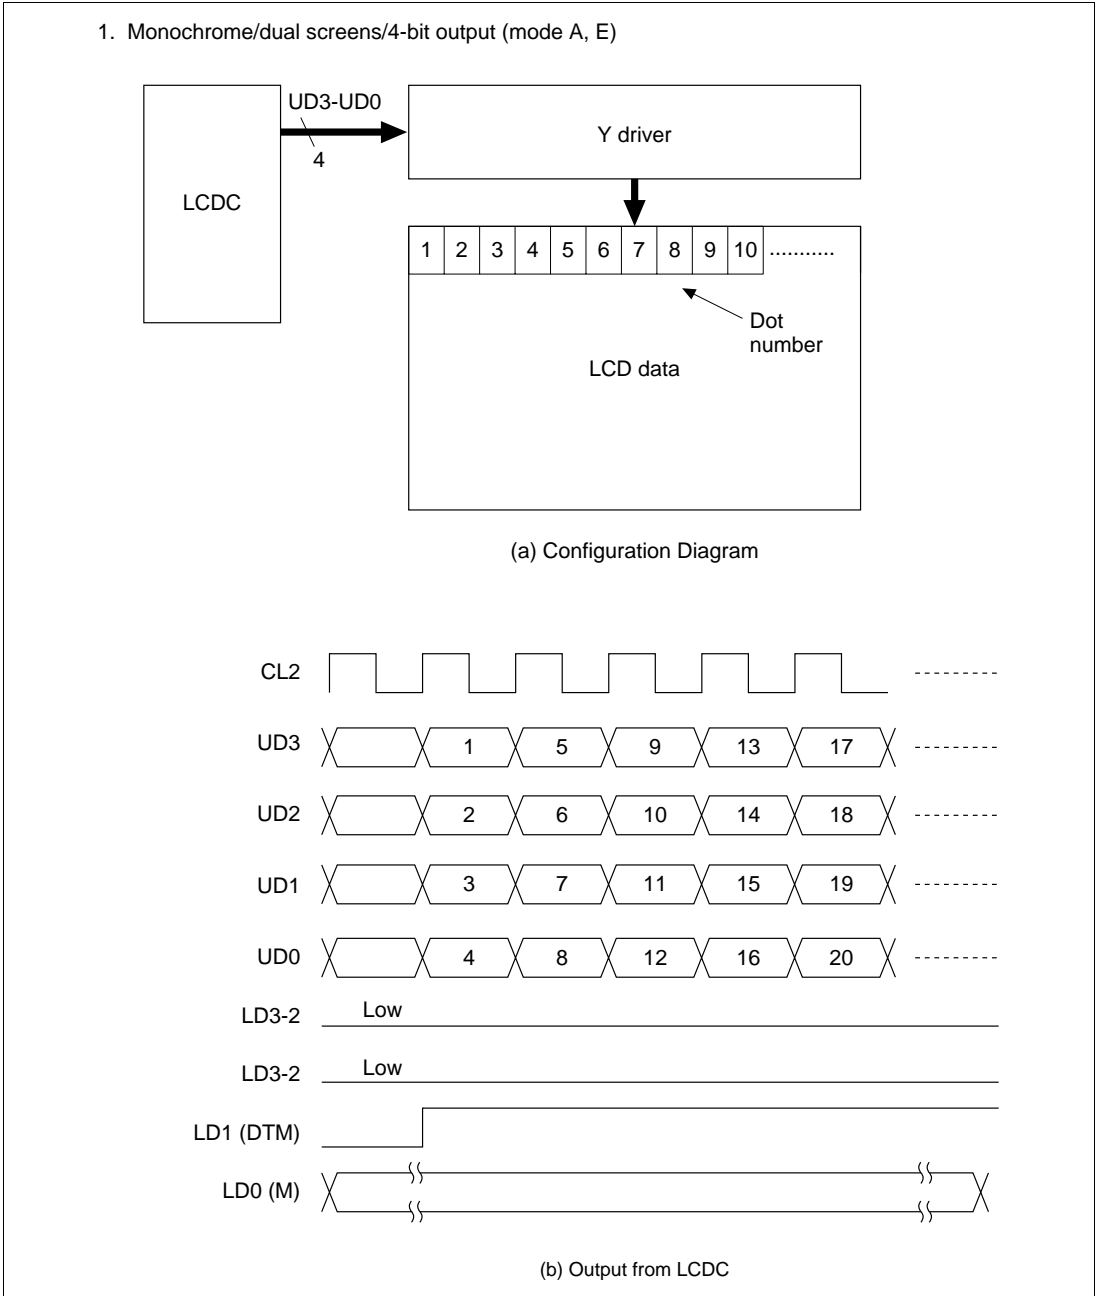 1. Monochrome/dual screens/4-bit output (mode A, E)
UD3-UD0
4
LCDC
Y driver
1 2 3 4 5 6 7 8 9 10 ...........
Dot
number
LCD data
(a) Configuration Diagram
CL2
UD3 1 5 9 13 17
UD2 2 6 10 14 18
UD1 3 7 11 15 19
UD0 4 8 12 16 20
LD3-2 Low
LD3-2 Low
LD1 (DTM)
LD0 (M)
(b) Output from LCDC